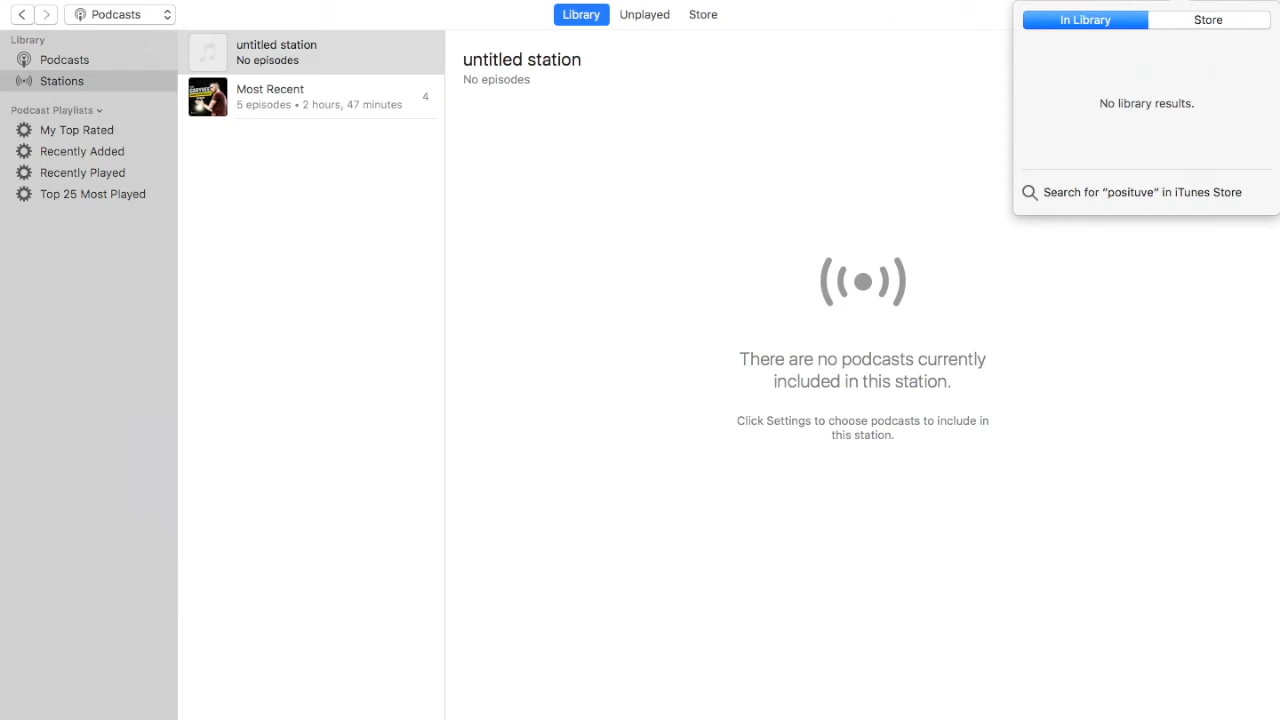 Podcasts
Library
Unplayed
Store
Library
Podcasts
Stations
Podcast Playlists
My Top Rated
Recently Added
Recently Played
Top 25 Most Played
untitled station
No episodes
Most Recent
5 episodes • 2 hours, 47 minutes
4
untitled station
No episodes
There are no podcasts currently
included in this station.
Click Settings to choose podcasts to include in
this station.
In Library
Store
No library results.
Search for “posituve” in iTunes Store